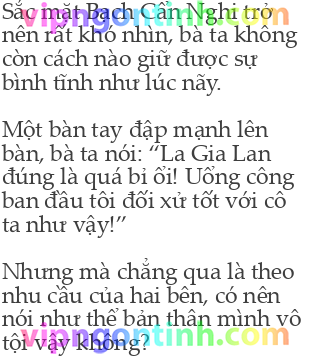 Sắc mặt Bạch Cẩn Nghi trở
nên rất khó nhìn, bà ta không
còn cách nào giữ được sự
bình tĩnh như lúc nãy.
Một bàn tay đập mạnh lên
bàn, bà ta nói: “La Gia Lan
đúng là quá bỉ ổi! Uổng công
ban đầu tôi đối xử tốt với cô
ta như vậy!”
vipngontinh.com
Nhưng mà chẳng qua là theo
nhu cầu của hai bên, có nên
nói như thể bản thân mình vô
tội vậy không?
vipngontinh.com